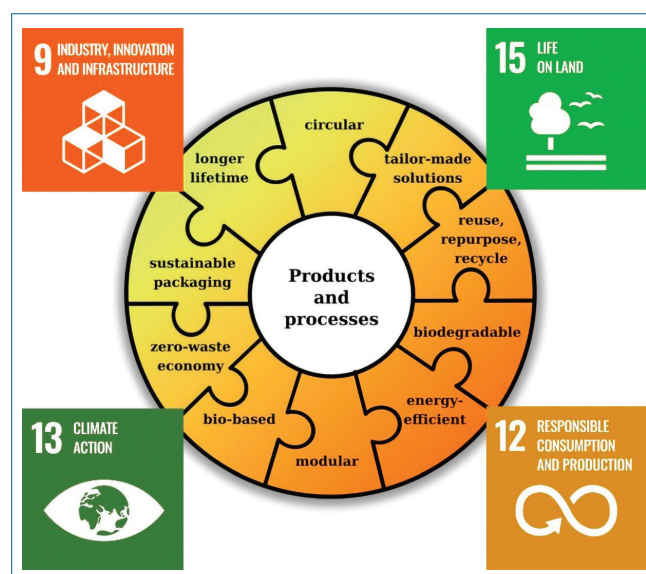 9 INDUSTRY, INNOVATION
AND INFRASTRUCTURE
15 LIFE
ON LAND
circular
tailor-made
solutions
reuse,
repurpose,
recycle
biodegradable
energy-
efficient
modular
bio-based
zero-waste
economy
sustainable
packaging
longer
lifetime
Products
and
processes
13 CLIMATE
ACTION
12 RESPONSIBLE
CONSUMPTION
AND PRODUCTION